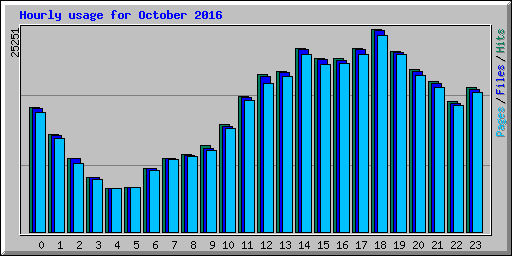 Hourly usage for October 2016
25251
Pages/Files/Hits
0 1 2 3 4 5 6 7 8 9 10 11 12 13 14 15 16 17 18 19 20 21 22 23